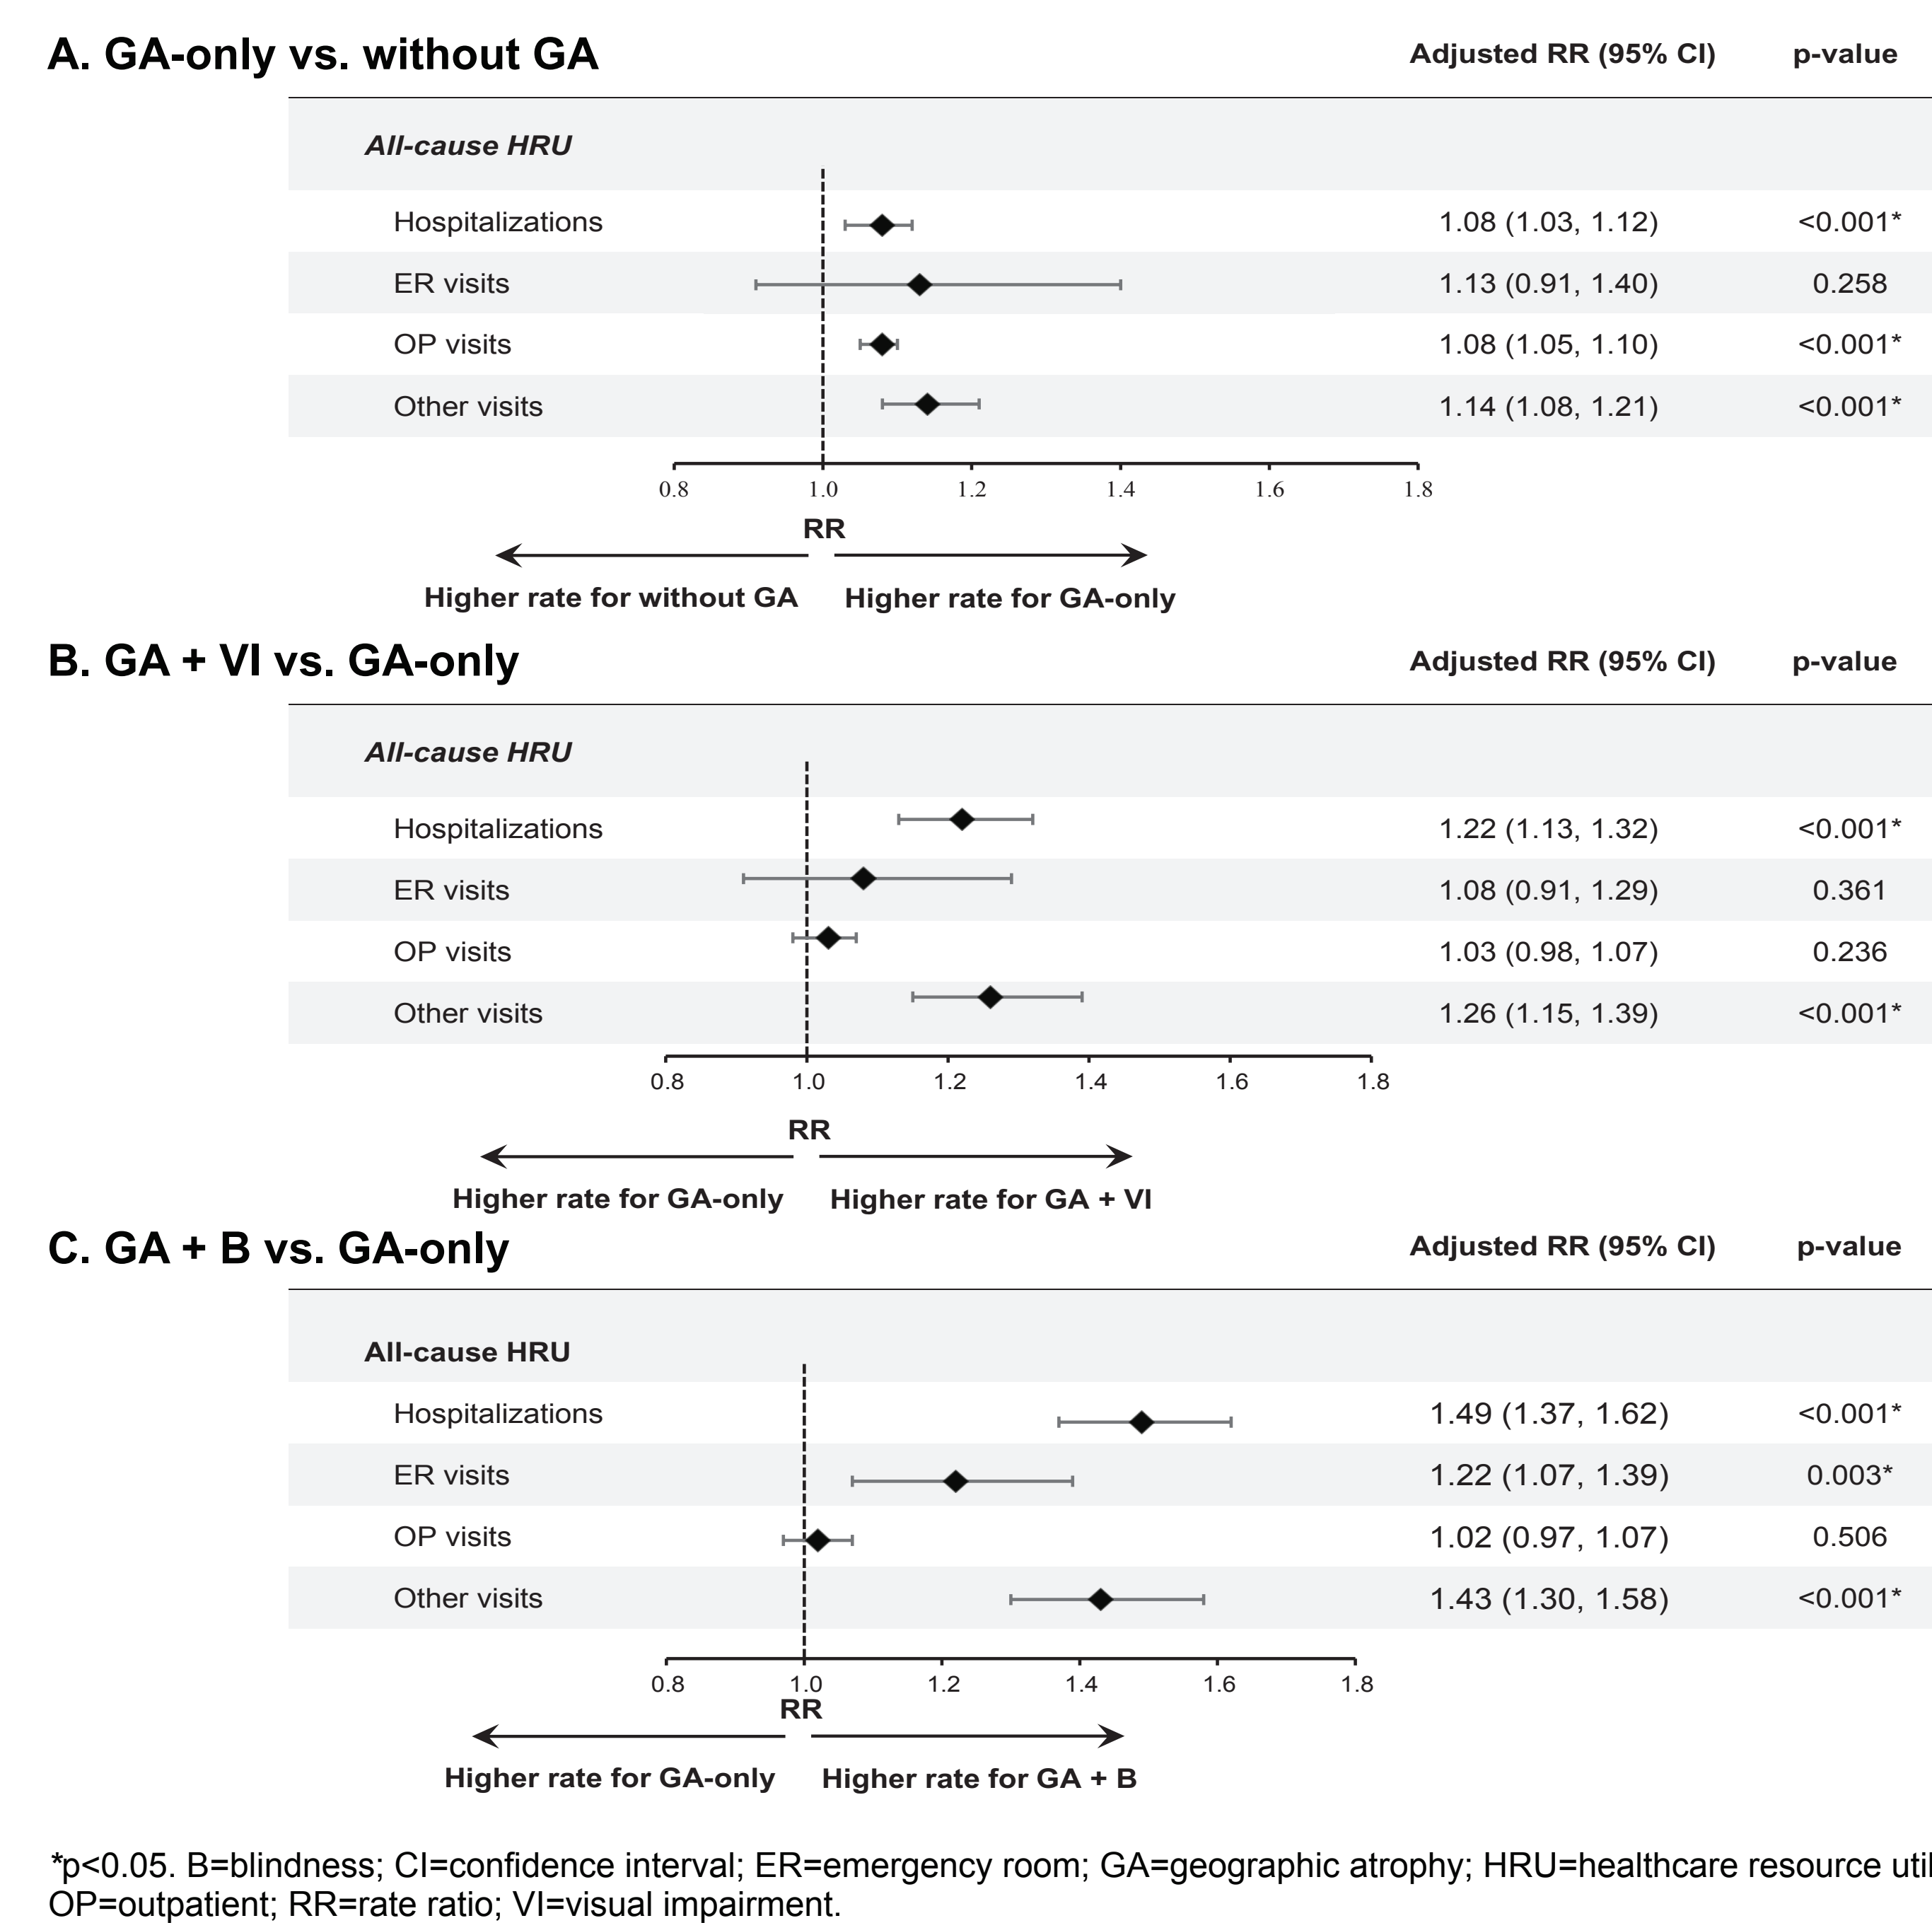 A. GA-only vs. without GA Adjusted RR (95% CI) p-value
All-cause HRU
Hospitalizations 1.08 (1.03, 1.12) <0.001*
ER visits 1.13 (0.91, 1.40) 0.258
OP visits 1.08 (1.05, 1.10) <0.001*
Other visits 1.14 (1.08, 1.21) <0.001*
0.8 1.0 1.2 1.4 1.6 1.8
RR
Higher rate for without GA Higher rate for GA-only
B. GA + VI vs. GA-only Adjusted RR (95% CI) p-value
All-cause HRU
Hospitalizations 1.22 (1.13, 1.32) <0.001*
ER visits 1.08 (0.91, 1.29) 0.361
OP visits 1.03 (0.98, 1.07) 0.236
Other visits 1.26 (1.15, 1.39) <0.001*
0.8 1.0 1.2 1.4 1.6 1.8
RR
Higher rate for GA-only Higher rate for GA + VI
C. GA + B vs. GA-only Adjusted RR (95% CI) p-value
All-cause HRU
Hospitalizations 1.49 (1.37, 1.62) <0.001*
ER visits 1.22 (1.07, 1.39) 0.003*
OP visits 1.02 (0.97, 1.07) 0.506
Other visits 1.43 (1.30, 1.58) <0.001*
0.8 1.0 1.2 1.4 1.6 1.8
RR
Higher rate for GA-only Higher rate for GA + B
*p<0.05. B=blindness; CI=confidence interval; ER=emergency room; GA=geographic atrophy; HRU=healthcare resource
OP=outpatient; RR=rate ratio; VI=visual impairment.